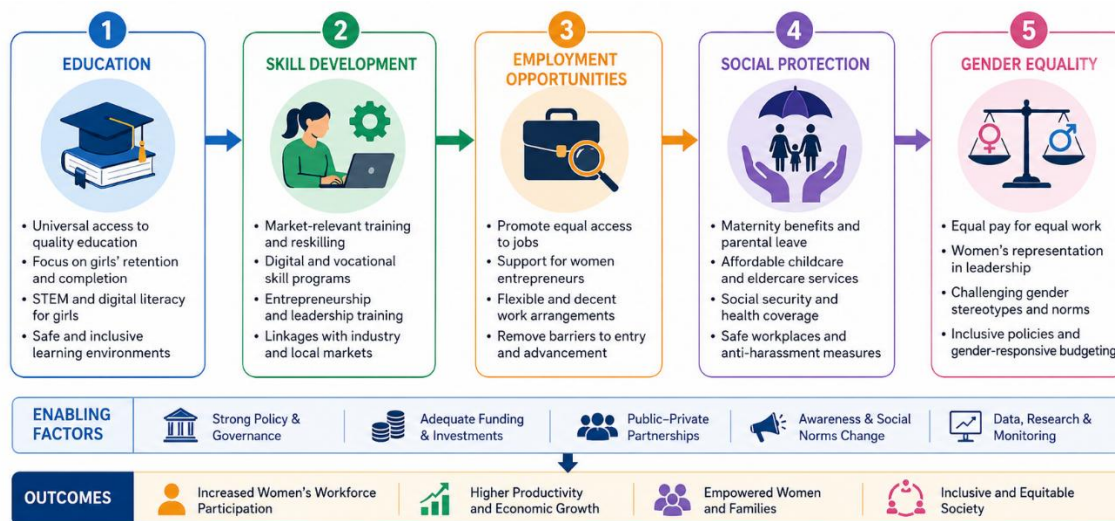 1
EDUCATION
• Universal access to
quality education
• Focus on girls' retention
and completion
• STEM and digital literacy
for girls
• Safe and inclusive
learning environments
2
SKILL DEVELOPMENT
• Market-relevant training
and reskilling
• Digital and vocational
skill programs
• Entrepreneurship
and leadership training
• Linkages with industry
and local markets
3
EMPLOYMENT
OPPORTUNITIES
• Promote equal access
to jobs
• Support for women
entrepreneurs
• Flexible and decent
work arrangements
• Remove barriers to entry
and advancement
4
SOCIAL PROTECTION
• Maternity benefits and
parental leave
• Affordable childcare
and eldercare services
• Social security and
health coverage
• Safe workplaces and
anti-harassment measures
5
GENDER EQUALITY
• Equal pay for equal work
• Women's representation
in leadership
• Challenging gender
stereotypes and norms
• Inclusive policies and
gender-responsive budgeting
ENABLING
FACTORS
Strong Policy &
Governance
Adequate Funding
& Investments
Public–Private
Partnerships
Awareness & Social
Norms Change
Data, Research &
Monitoring
OUTCOMES
Increased Women's Workforce
Participation
Higher Productivity
and Economic Growth
Empowered Women
and Families
Inclusive and Equitable
Society